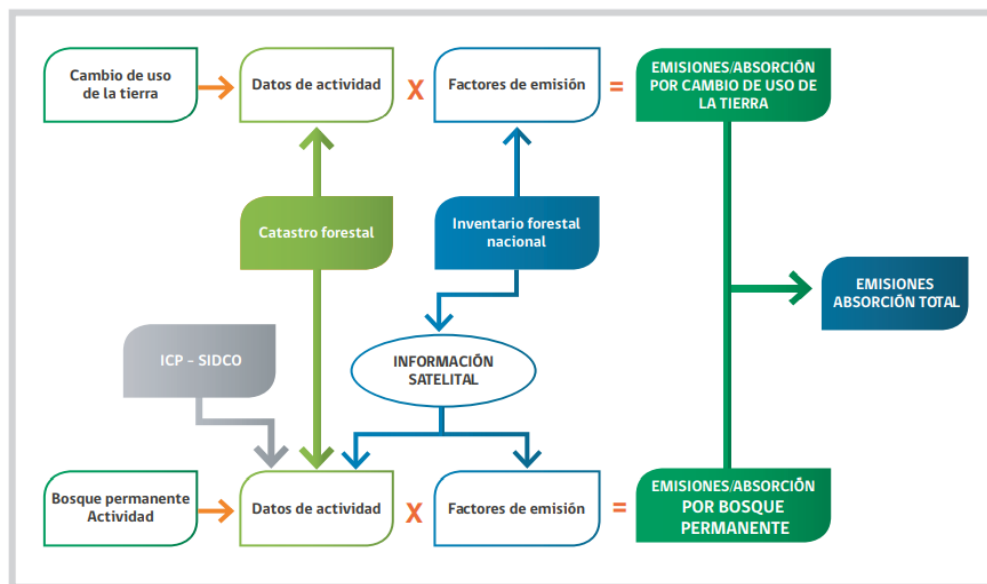 Cambio de uso
de la tierra
Datos de actividad
X
Factores de emisión
=
EMISIONES/ABSORCIÓN
POR CAMBIO DE USO DE
LA TIERRA
Catastro forestal
Inventario forestal
nacional
EMISIONES
ABSORCIÓN TOTAL
ICP – SIDCO
INFORMACIÓN
SATELITAL
Bosque permanente
Actividad
Datos de actividad
X
Factores de emisión
=
EMISIONES/ABSORCIÓN
POR BOSQUE
PERMANENTE